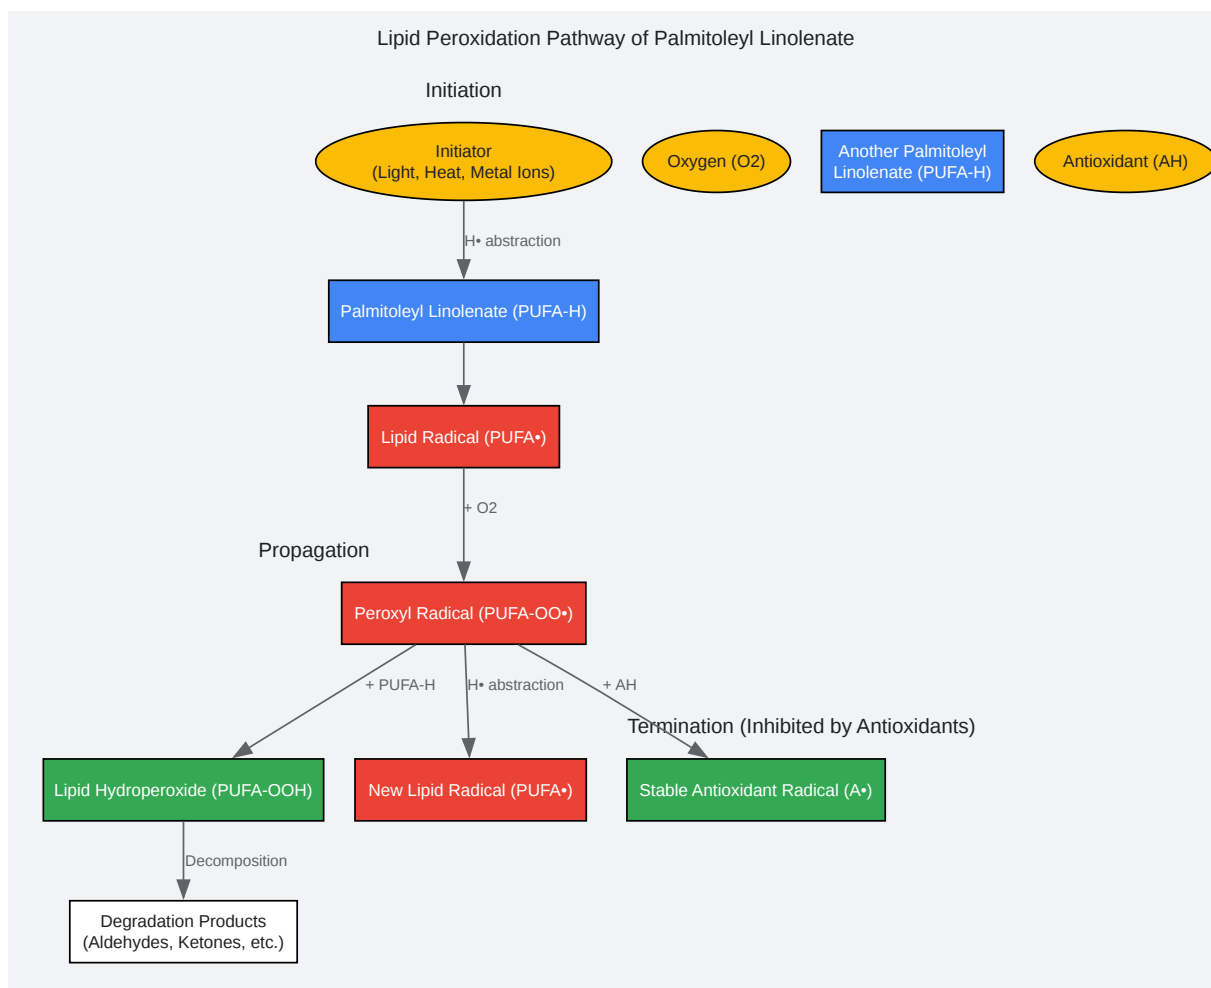 Lipid Peroxidation Pathway of Palmitoleyl Linolenate
Initiation
Initiator
(Light, Heat, Metal Ions)
Oxygen (O2)
Another Palmitoleyl
Linolenate (PUFA-H)
Antioxidant (AH)
H• abstraction
Palmitoleyl Linolenate (PUFA-H)
Lipid Radical (PUFA•)
+ O2
Propagation
Peroxyl Radical (PUFA-OO•)
+ PUFA-H
H• abstraction
+ AH
Termination (Inhibited by Antioxidants)
Lipid Hydroperoxide (PUFA-OOH)
New Lipid Radical (PUFA•)
Stable Antioxidant Radical (A•)
Decomposition
Degradation Products
(Aldehydes, Ketones, etc.)